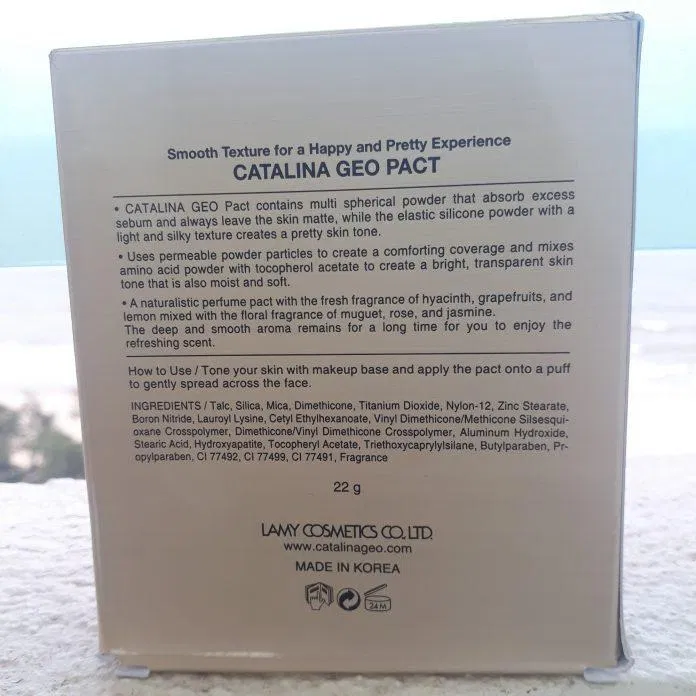 Smooth Texture for a Happy and Pretty Experience
CATALINA GEO PACT
• CATALINA GEO Pact contains multi spherical powder that absorb excess
sebum and always leave the skin matte, while the elastic silicone powder with a
light and silky texture creates a pretty skin tone.
• Uses permeable powder particles to create a comforting coverage and mixes
amino acid powder with tocopherol acetate to create a bright, transparent skin
tone that is also moist and soft.
• A naturalistic perfume pact with the fresh fragrance of hyacinth, grapefruits, and
lemon mixed with the floral fragrance of muguet, rose, and jasmine.
The deep and smooth aroma remains for a long time for you to enjoy the
refreshing scent.
How to Use / Tone your skin with makeup base and apply the pact onto a puff
to gently spread across the face.
INGREDIENTS / Talc, Silica, Mica, Dimethicone, Titanium Dioxide, Nylon-12, Zinc Stearate,
Boron Nitride, Lauroyl Lysine, Cetyl Ethylhexanoate, Vinyl Dimethicone/Methicone Silsesqui-
oxane Crosspolymer, Dimethicone/Vinyl Dimethicone Crosspolymer, Aluminum Hydroxide,
Stearic Acid, Hydroxyapatite, Tocopheryl Acetate, Triethoxycaprylylsilane, Butylparaben, Pr-
opylparaben, CI 77492, CI 77499, CI 77491, Fragrance
22 g
LAMY COSMETICS CO., LTD.
www.catalinageo.com
MADE IN KOREA
24M